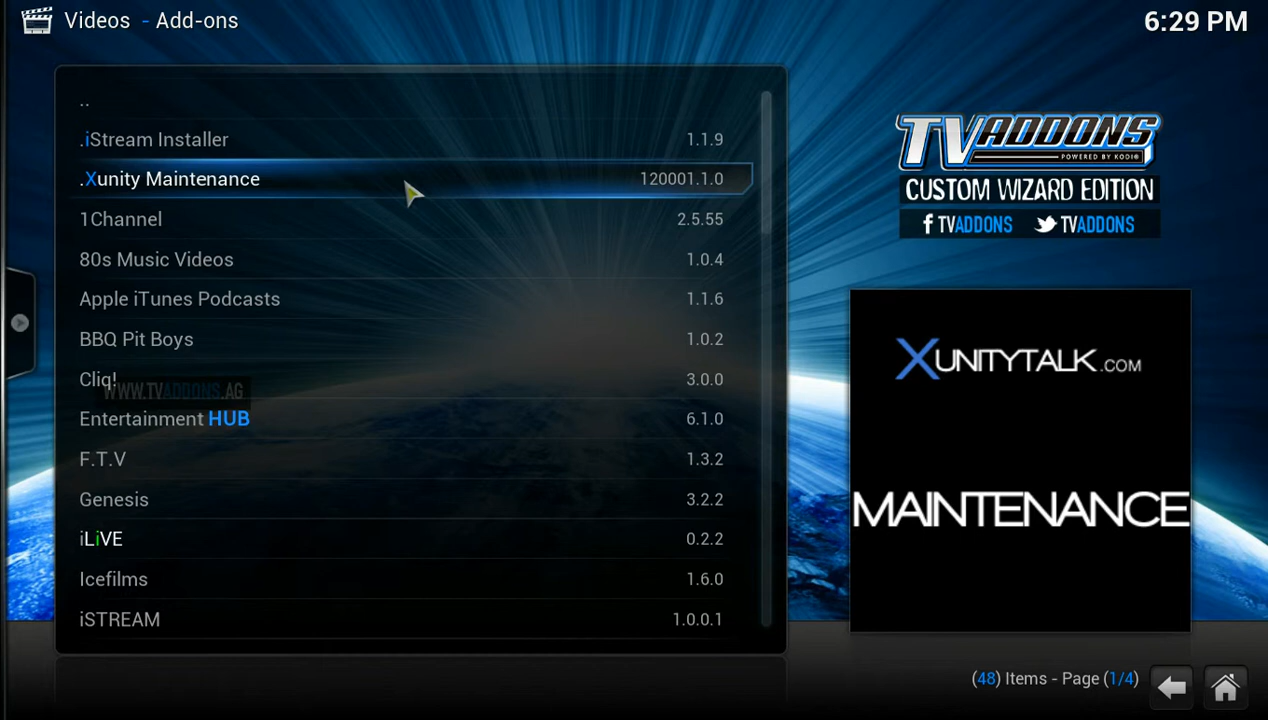 Videos - Add-ons
6:29 PM
..
.iStream Installer 1.1.9
.Xunity Maintenance 120001.1.0
1Channel 2.5.55
80s Music Videos 1.0.4
Apple iTunes Podcasts 1.1.6
BBQ Pit Boys 1.0.2
Cliq! 3.0.0
WWW.TVADDONS.AG
Entertainment HUB 6.1.0
F.T.V 1.3.2
Genesis 3.2.2
iLiVE 0.2.2
Icefilms 1.6.0
iSTREAM 1.0.0.1
TVADDONS
POWERED BY KODI®
CUSTOM WIZARD EDITION
f TVADDONS TVADDONS
XUNITYTALK.COM
MAINTENANCE
(48) Items - Page (1/4)